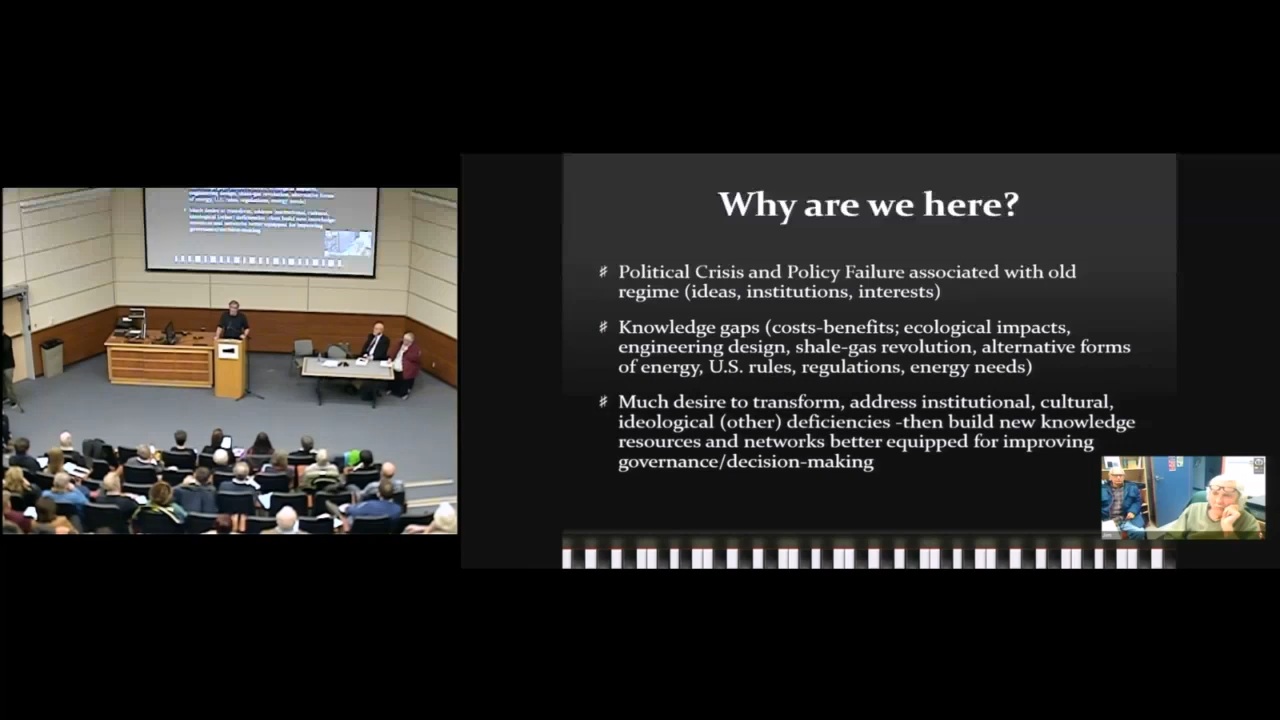 Why are we here?
Political Crisis and Policy Failure associated with old
regime (ideas, institutions, interests)
Knowledge gaps (costs-benefits; ecological impacts,
engineering design, shale-gas revolution, alternative forms
of energy, U.S. rules, regulations, energy needs)
Much desire to transform, address institutional, cultural,
ideological (other) deficiencies -then build new knowledge
resources and networks better equipped for improving
governance/decision-making